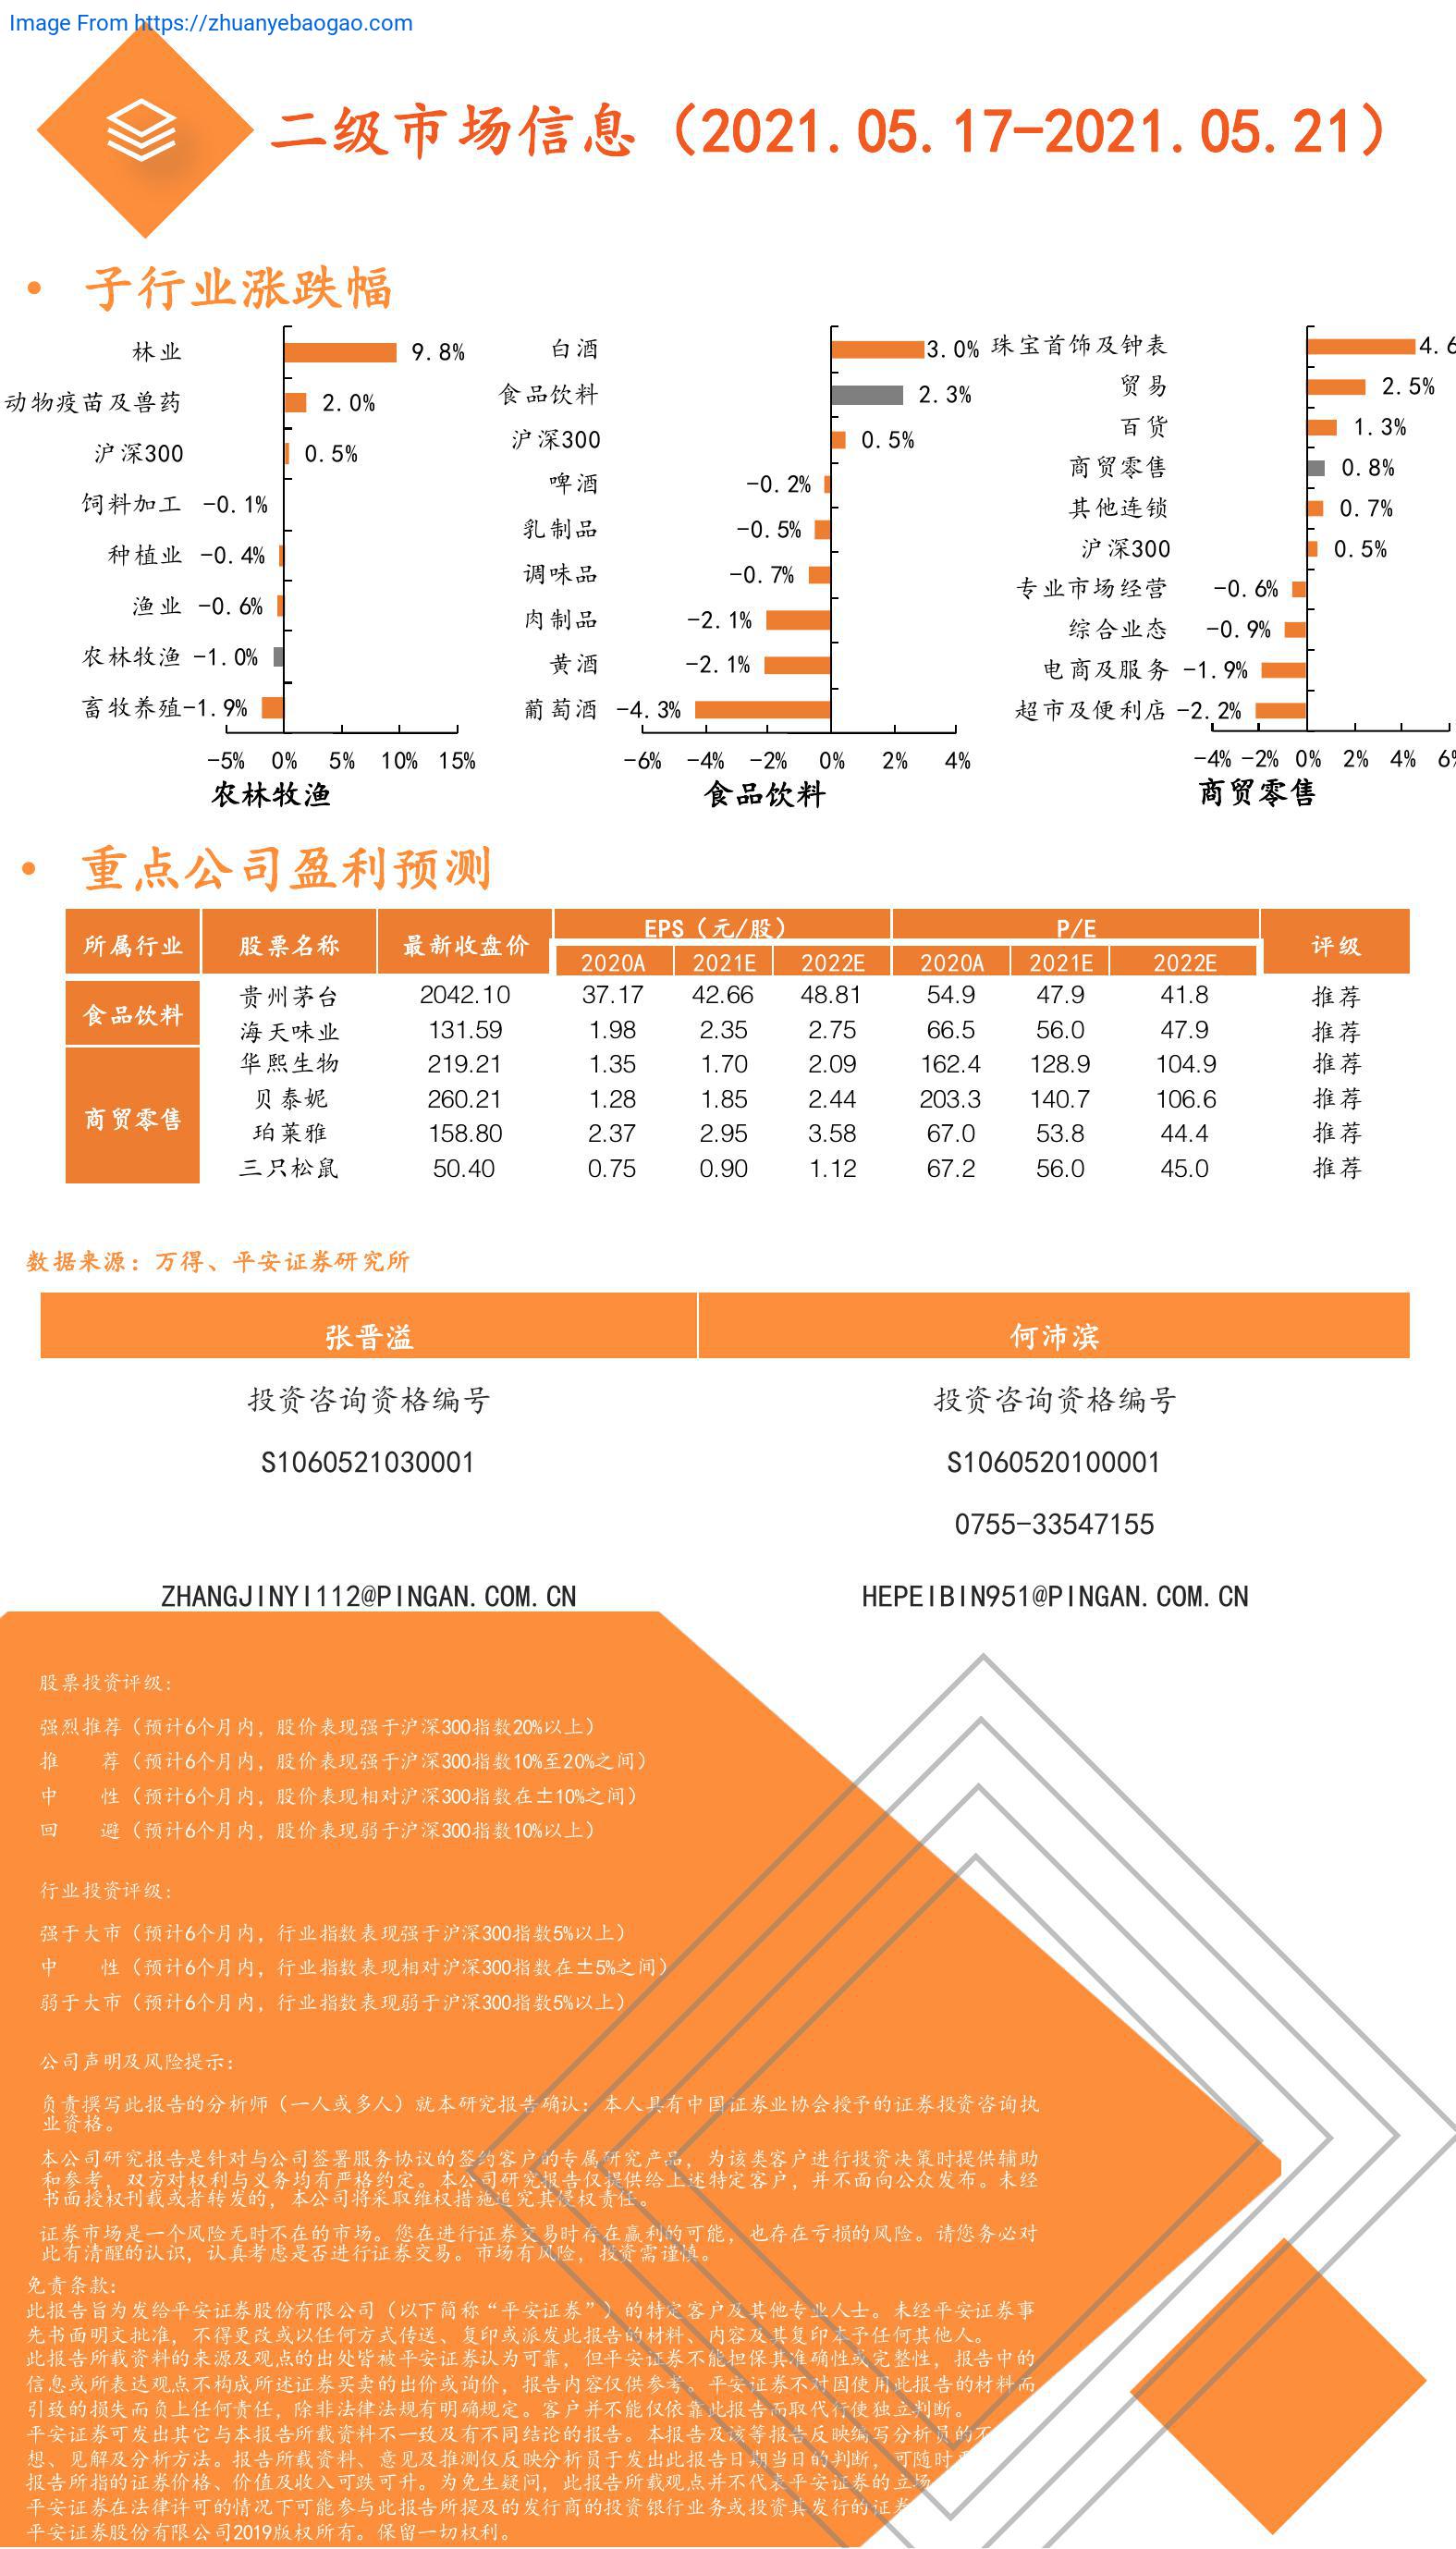 Image From https://zhuanyebaogao.com
二级市场信息（2021.05.17-2021.05.21）
• 子行业涨跌幅
林业 9.8%
动物疫苗及兽药 2.0%
沪深300 0.5%
饲料加工 -0.1%
种植业 -0.4%
渔业 -0.6%
农林牧渔 -1.0%
畜牧养殖 -1.9%
-5% 0% 5% 10% 15%
农林牧渔
白酒 3.0%
食品饮料 2.3%
沪深300 0.5%
啤酒 -0.2%
乳制品 -0.5%
调味品 -0.7%
肉制品 -2.1%
黄酒 -2.1%
葡萄酒 -4.3%
-6% -4% -2% 0% 2% 4%
食品饮料
珠宝首饰及钟表 4.6
贸易 2.5%
百货 1.3%
商贸零售 0.8%
其他连锁 0.7%
沪深300 0.5%
专业市场经营 -0.6%
综合业态 -0.9%
电商及服务 -1.9%
超市及便利店 -2.2%
-4% -2% 0% 2% 4% 6%
商贸零售
• 重点公司盈利预测
所属行业 股票名称 最新收盘价 EPS（元/股） P/E 评级
2020A 2021E 2022E 2020A 2021E 2022E
食品饮料 贵州茅台 2042.10 37.17 42.66 48.81 54.9 47.9 41.8 推荐
海天味业 131.59 1.98 2.35 2.75 66.5 56.0 47.9 推荐
商贸零售 华熙生物 219.21 1.35 1.70 2.09 162.4 128.9 104.9 推荐
贝泰妮 260.21 1.28 1.85 2.44 203.3 140.7 106.6 推荐
珀莱雅 158.80 2.37 2.95 3.58 67.0 53.8 44.4 推荐
三只松鼠 50.40 0.75 0.90 1.12 67.2 56.0 45.0 推荐
数据来源：万得、平安证券研究所
张晋溢 何沛滨
投资咨询资格编号 投资咨询资格编号
S1060521030001 S1060520100001
0755-33547155
ZHANGJINYI112@PINGAN.COM.CN HEPEIBIN951@PINGAN.COM.CN
股票投资评级：
强烈推荐（预计6个月内，股价表现强于沪深300指数20%以上）
推 荐（预计6个月内，股价表现强于沪深300指数10%至20%之间）
中 性（预计6个月内，股价表现相对沪深300指数在±10%之间）
回 避（预计6个月内，股价表现弱于沪深300指数10%以上）
行业投资评级：
强于大市（预计6个月内，行业指数表现强于沪深300指数5%以上）
中 性（预计6个月内，行业指数表现相对沪深300指数在±5%之间）
弱于大市（预计6个月内，行业指数表现弱于沪深300指数5%以上）
公司声明及风险提示：
负责撰写此报告的分析师（一人或多人）就本研究报告确认：本人具有中国证券业协会授予的证券投资咨询执
业资格。
本公司研究报告是针对与公司签署服务协议的签约客户的专属研究产品，为该类客户进行投资决策时提供辅助
和参考，双方对权利与义务均有严格约定。本公司研究报告仅提供给上述特定客户，并不面向公众发布。未经
书面授权刊载或者转发的，本公司将采取维权措施追究其侵权责任。
证券市场是一个风险无时不在的市场。您在进行证券交易时存在赢利的可能，也存在亏损的风险。请您务必对
此有清醒的认识，认真考虑是否进行证券交易。市场有风险，投资需谨慎。
免责条款：
此报告旨为发给平安证券股份有限公司（以下简称“平安证券”）的特定客户及其他专业人士。未经平安证券事
先书面明文批准，不得更改或以任何方式传送、复印或派发此报告的材料、内容及其复印本予任何其他人。
此报告所载资料的来源及观点的出处皆被平安证券认为可靠，但平安证券不能担保其准确性或完整性，报告中的
信息或所表达观点不构成所述证券买卖的出价或询价，报告内容仅供参考。平安证券不对因使用此报告的材料而
引致的损失而负上任何责任，除非法律法规有明确规定。客户并不能仅依靠此报告而取代行使独立判断。
平安证券可发出其它与本报告所载资料不一致及有不同结论的报告。本报告及该等报告反映编写分析员的不
想、见解及分析方法。报告所载资料、意见及推测仅反映分析员于发出此报告日期当日的判断，可随时
报告所指的证券价格、价值及收入可跌可升。为免生疑问，此报告所载观点并不代表平安证券的立场
平安证券在法律许可的情况下可能参与此报告所提及的发行商的投资银行业务或投资其发行的证券
平安证券股份有限公司2019版权所有。保留一切权利。